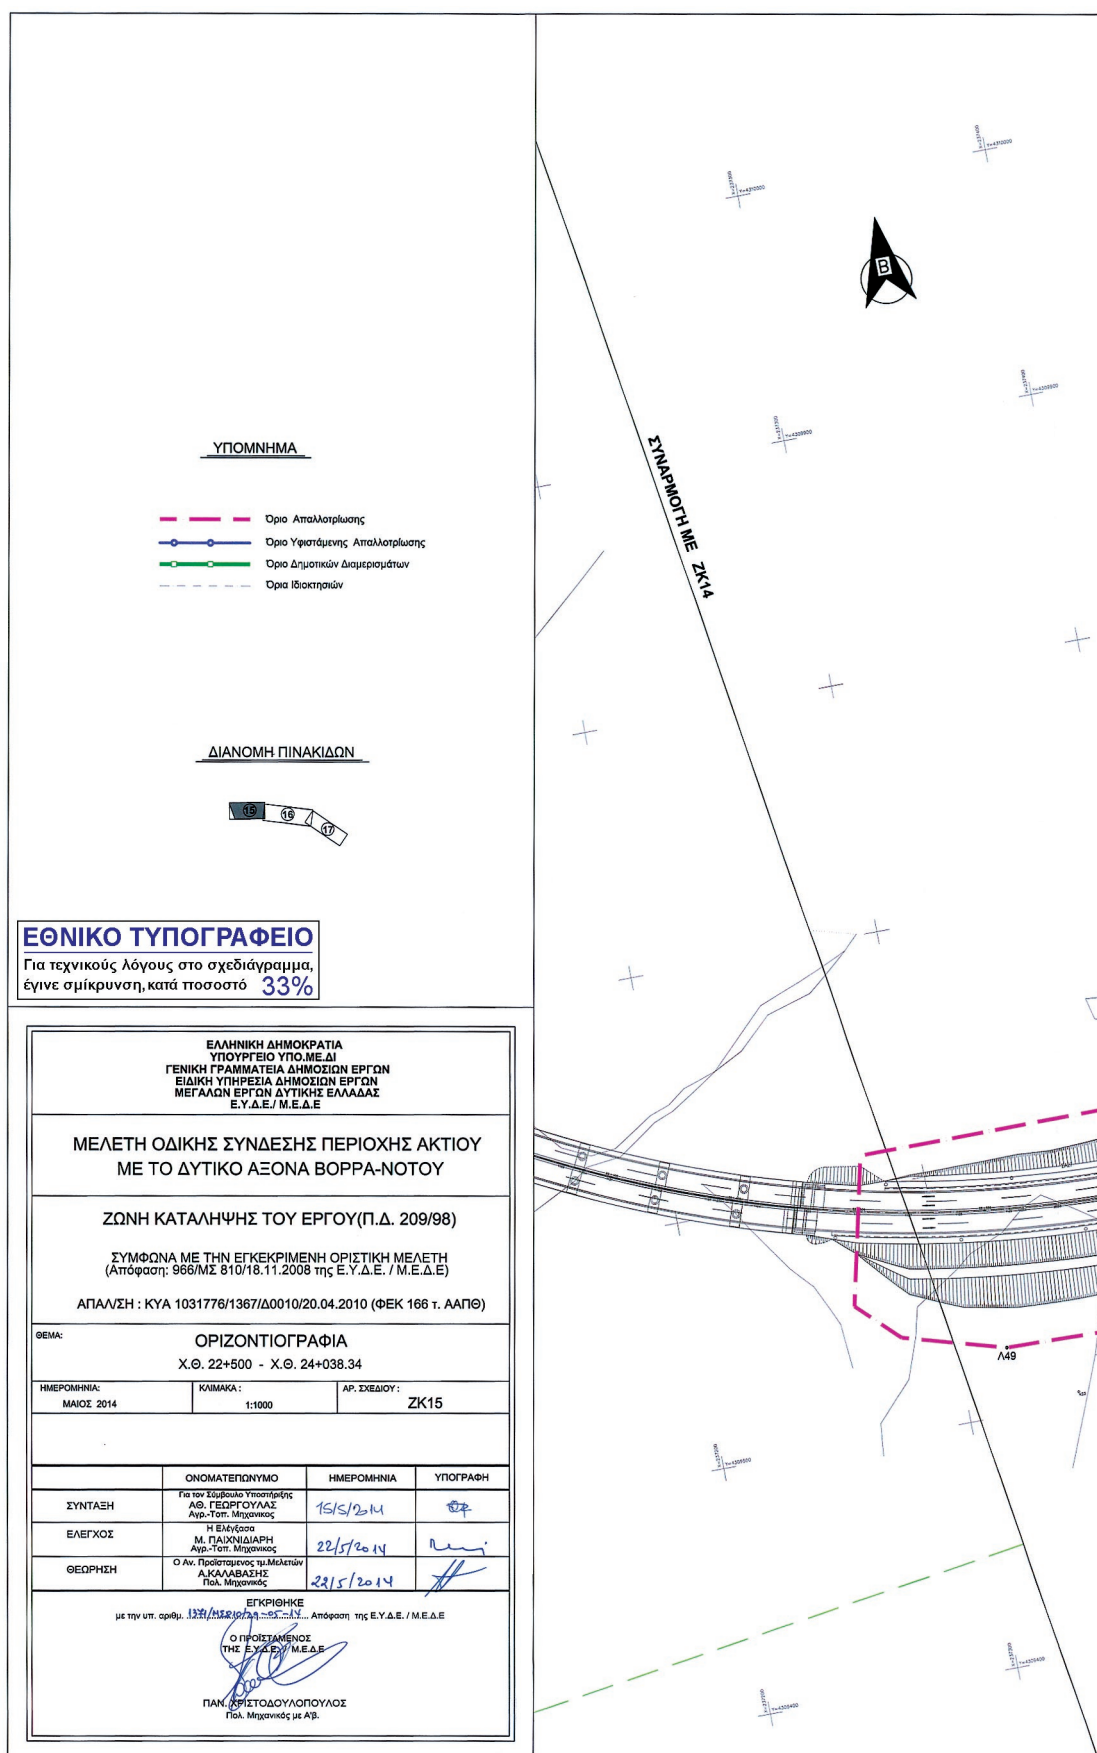 ΥΠΟΜΝΗΜΑ
Όριο Απαλλοτρίωσης
Όριο Υφιστάμενης Απαλλοτρίωσης
Όριο Δημοτικών Διαμερισμάτων
Όρια Ιδιοκτησιών
ΔΙΑΝΟΜΗ ΠΙΝΑΚΙΔΩΝ
15
16
17
ΕΘΝΙΚΟ ΤΥΠΟΓΡΑΦΕΙΟ
Για τεχνικούς λόγους στο σχεδιάγραμμα,
έγινε σμίκρυνση, κατά ποσοστό 33%
ΕΛΛΗΝΙΚΗ ΔΗΜΟΚΡΑΤΙΑ
ΥΠΟΥΡΓΕΙΟ ΥΠΟ.ΜΕ.ΔΙ
ΓΕΝΙΚΗ ΓΡΑΜΜΑΤΕΙΑ ΔΗΜΟΣΙΩΝ ΕΡΓΩΝ
ΕΙΔΙΚΗ ΥΠΗΡΕΣΙΑ ΔΗΜΟΣΙΩΝ ΕΡΓΩΝ
ΜΕΓΑΛΩΝ ΕΡΓΩΝ ΔΥΤΙΚΗΣ ΕΛΛΑΔΑΣ
Ε.Υ.Δ.Ε./ Μ.Ε.Δ.Ε
ΜΕΛΕΤΗ ΟΔΙΚΗΣ ΣΥΝΔΕΣΗΣ ΠΕΡΙΟΧΗΣ ΑΚΤΙΟΥ
ΜΕ ΤΟ ΔΥΤΙΚΟ ΑΞΟΝΑ ΒΟΡΡΑ-ΝΟΤΟΥ
ΖΩΝΗ ΚΑΤΑΛΗΨΗΣ ΤΟΥ ΕΡΓΟΥ(Π.Δ. 209/98)
ΣΥΜΦΩΝΑ ΜΕ ΤΗΝ ΕΓΚΕΚΡΙΜΕΝΗ ΟΡΙΣΤΙΚΗ ΜΕΛΕΤΗ
(Απόφαση: 966/ΜΣ 810/18.11.2008 της Ε.Υ.Δ.Ε. / Μ.Ε.Δ.Ε)
ΑΠΑΛ/ΣΗ : ΚΥΑ 1031776/1367/Δ0010/20.04.2010 (ΦΕΚ 166 τ. ΑΑΠΘ)
ΘΕΜΑ:
ΟΡΙΖΟΝΤΙΟΓΡΑΦΙΑ
Χ.Θ. 22+500 - Χ.Θ. 24+038.34
ΗΜΕΡΟΜΗΝΙΑ: ΚΛΙΜΑΚΑ : ΑΡ. ΣΧΕΔΙΟΥ :
ΜΑΙΟΣ 2014 1:1000 ZK15
ΟΝΟΜΑΤΕΠΩΝΥΜΟ ΗΜΕΡΟΜΗΝΙΑ ΥΠΟΓΡΑΦΗ
Για τον Σύμβουλο Υποστήριξης
ΣΥΝΤΑΞΗ ΑΘ. ΓΕΩΡΓΟΥΛΑΣ 15/5/2014
Αγρ.-Τοπ. Μηχανικος
Η Ελέγξασα
ΕΛΕΓΧΟΣ Μ. ΠΑΙΧΝΙΔΙΑΡΗ 22/5/2014
Αγρ.-Τοπ. Μηχανικος
Ο Αν. Προϊσταμενος τμ.Μελετών
ΘΕΩΡΗΣΗ Α.ΚΑΛΑΒΑΣΗΣ 22/5/2014
Πολ. Μηχανικός
ΕΓΚΡΙΘΗΚΕ
με την υπ. αριθμ. Απόφαση της Ε.Υ.Δ.Ε. / Μ.Ε.Δ.Ε
Ο ΠΡΟΪΣΤΑΜΕΝΟΣ
ΤΗΣ Ε.Υ.Δ.Ε. / Μ.Ε.Δ.Ε
ΠΑΝ. ΧΡΙΣΤΟΔΟΥΛΟΠΟΥΛΟΣ
Πολ. Μηχανικός με Α'β.
Β
ΣΥΝΑΡΜΟΓΗ ΜΕ ZK14
Λ49